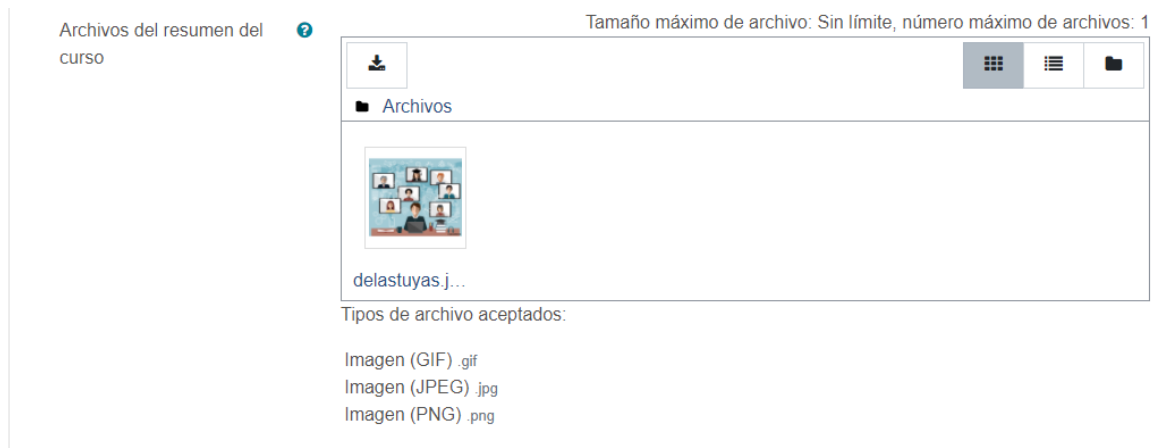 Tamaño máximo de archivo: Sin límite, número máximo de archivos: 1
Archivos del resumen del
curso
Archivos
delastuyas.j...
Tipos de archivo aceptados:
Imagen (GIF) .gif
Imagen (JPEG) .jpg
Imagen (PNG) .png